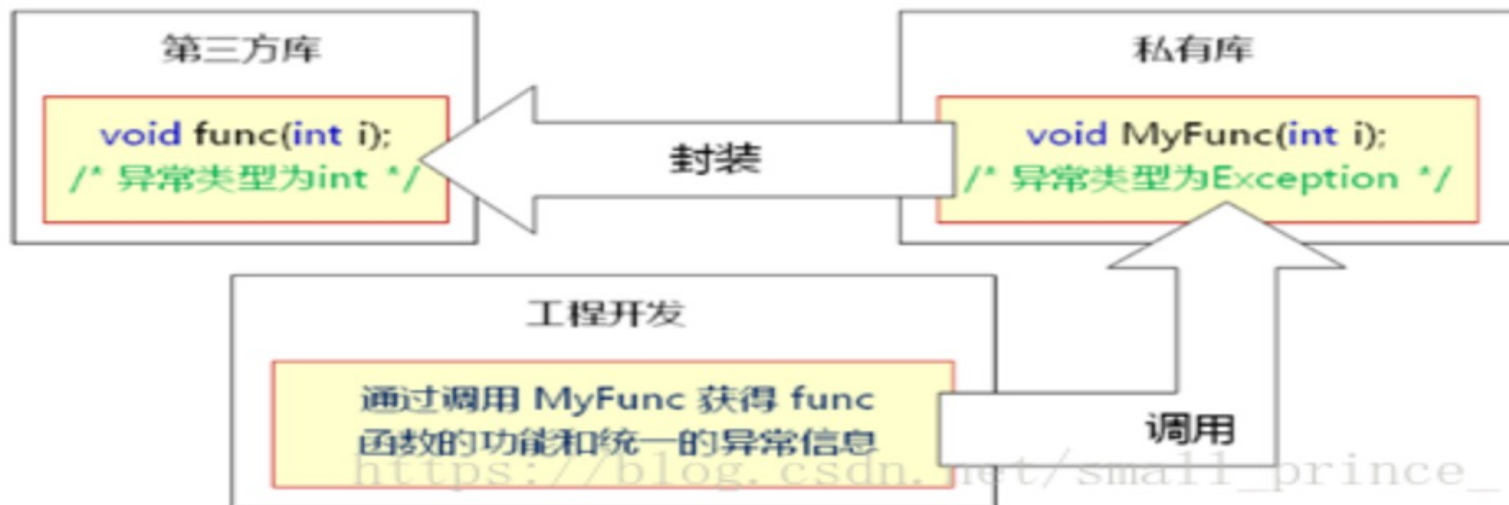 第三方库
void func(int i);
/* 异常类型为int */
封装
私有库
void MyFunc(int i);
/* 异常类型为Exception */
工程开发
通过调用 MyFunc 获得 func
函数的功能和统一的异常信息
调用
https://blog.csdn.net/small_prince_